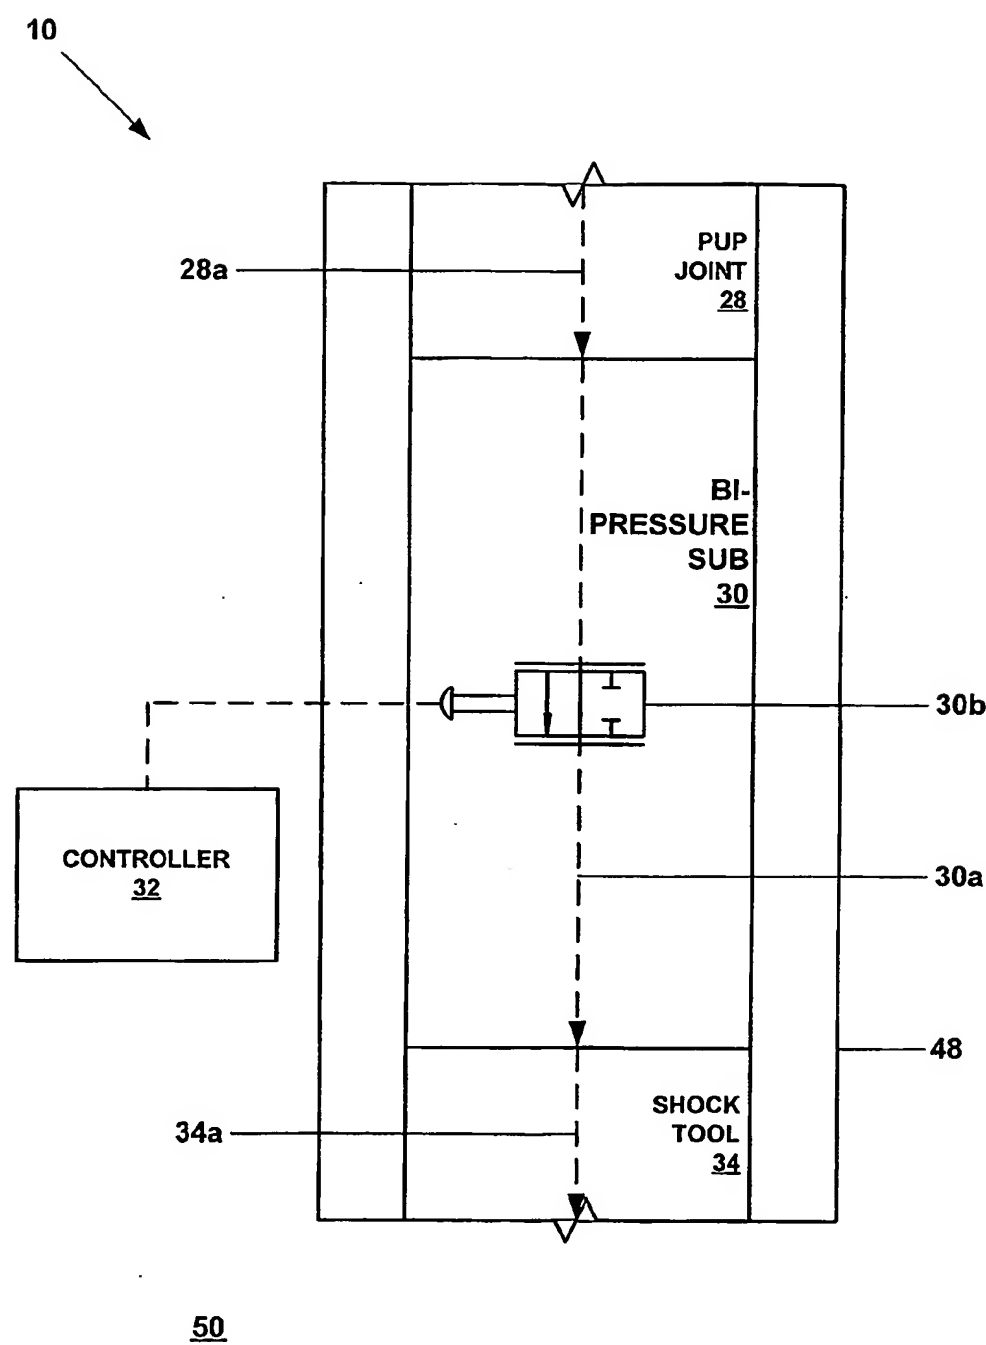 10
28a
PUP
JOINT
28
BI-
PRESSURE
SUB
30
30b
CONTROLLER
32
30a
48
34a
SHOCK
TOOL
34
50